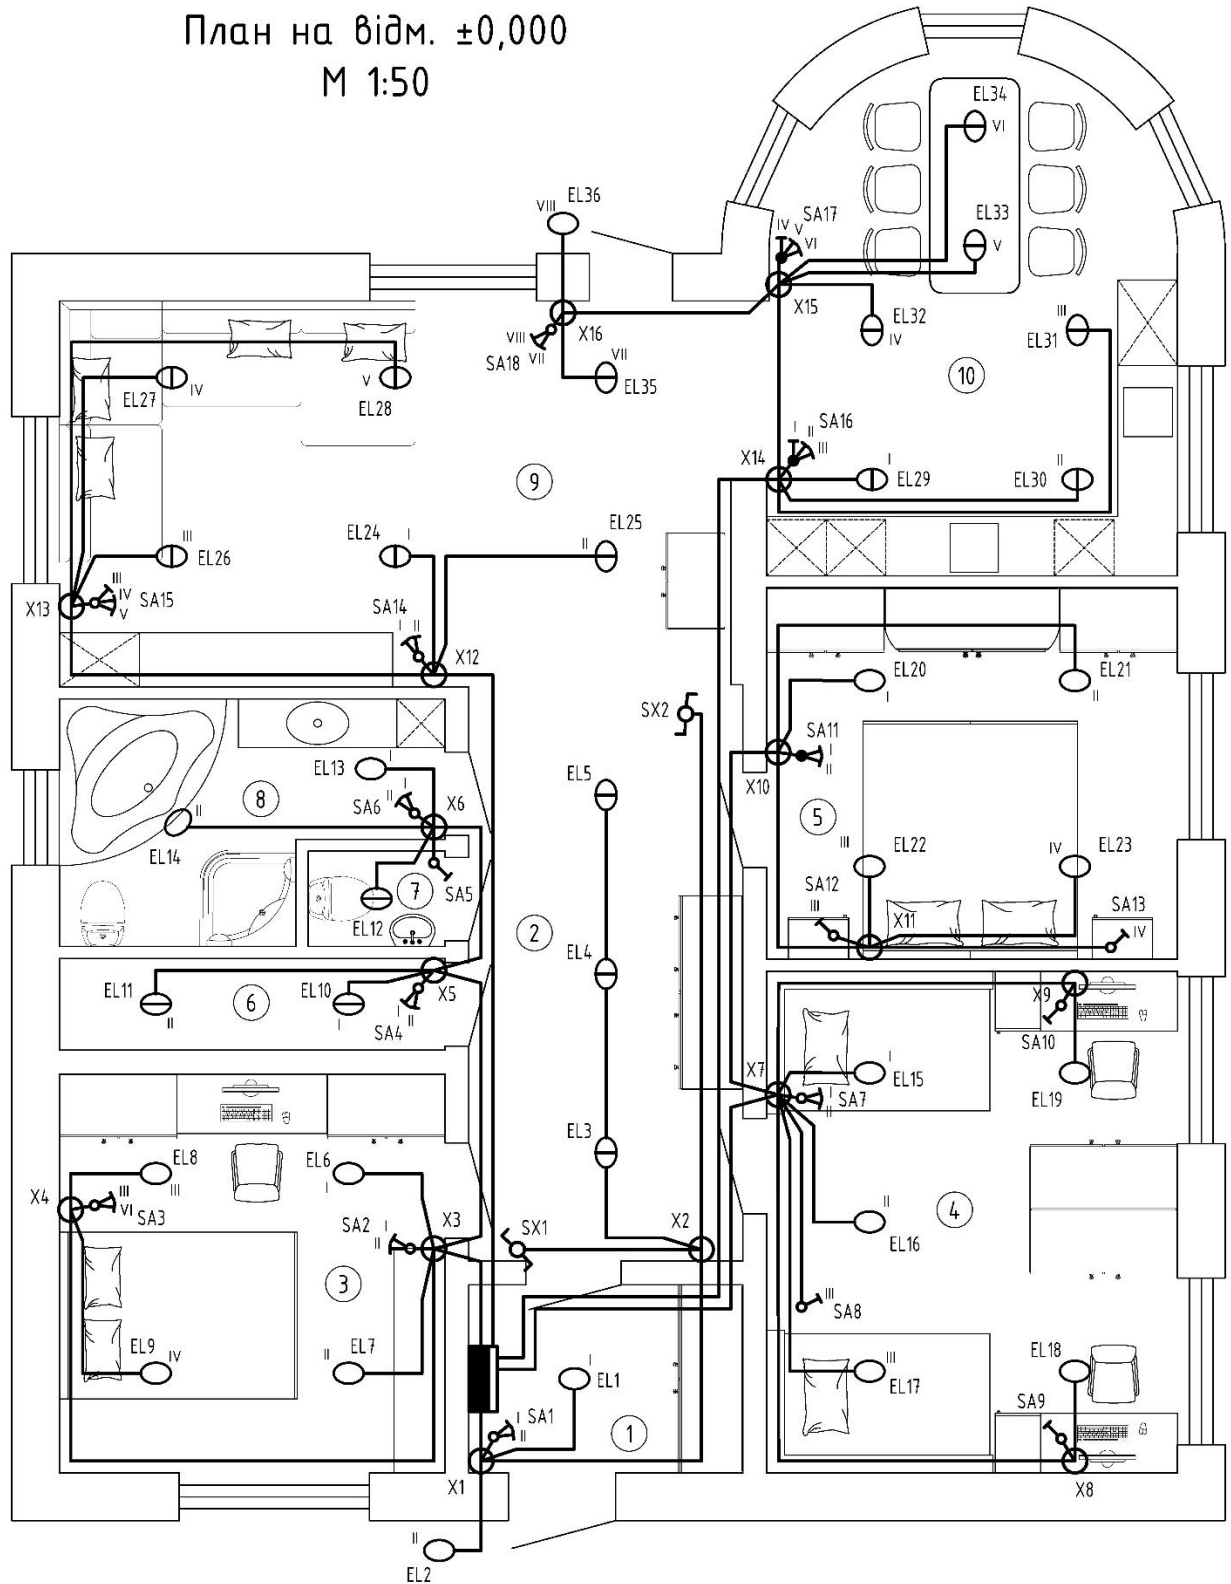 План на відм. ±0,000
М 1:50
EL34
VI
EL36
VIII
SA17
IV
V
VI
EL33
V
X15
X16
VIII
VII
SA18
EL32
IV
III
EL31
VII
EL35
10
EL27
IV
V
EL28
I
II
III
SA16
X14
I
EL29
II
EL30
9
III
EL26
EL24
I
EL25
II
X13
III
IV
V
SA15
SA14
I
II
X12
EL20
I
EL21
II
SX2
SA11
I
II
X10
EL13
I
EL5
8
I
II
SA6
X6
5
II
EL14
III
EL22
IV
EL23
7
SA5
SA12
III
X11
SA13
IV
EL12
2
EL4
EL11
II
6
EL10
I
X5
II
SA4
X9
SA10
X7
I
EL15
I
II
SA7
EL19
EL3
EL8
III
EL6
I
X4
III
VI
SA3
SA2
I
II
X3
SX1
X2
II
EL16
4
3
III
SA8
EL9
IV
II
EL7
I
EL1
III
EL17
EL18
SA1
I
II
1
SA9
X1
X8
II
EL2